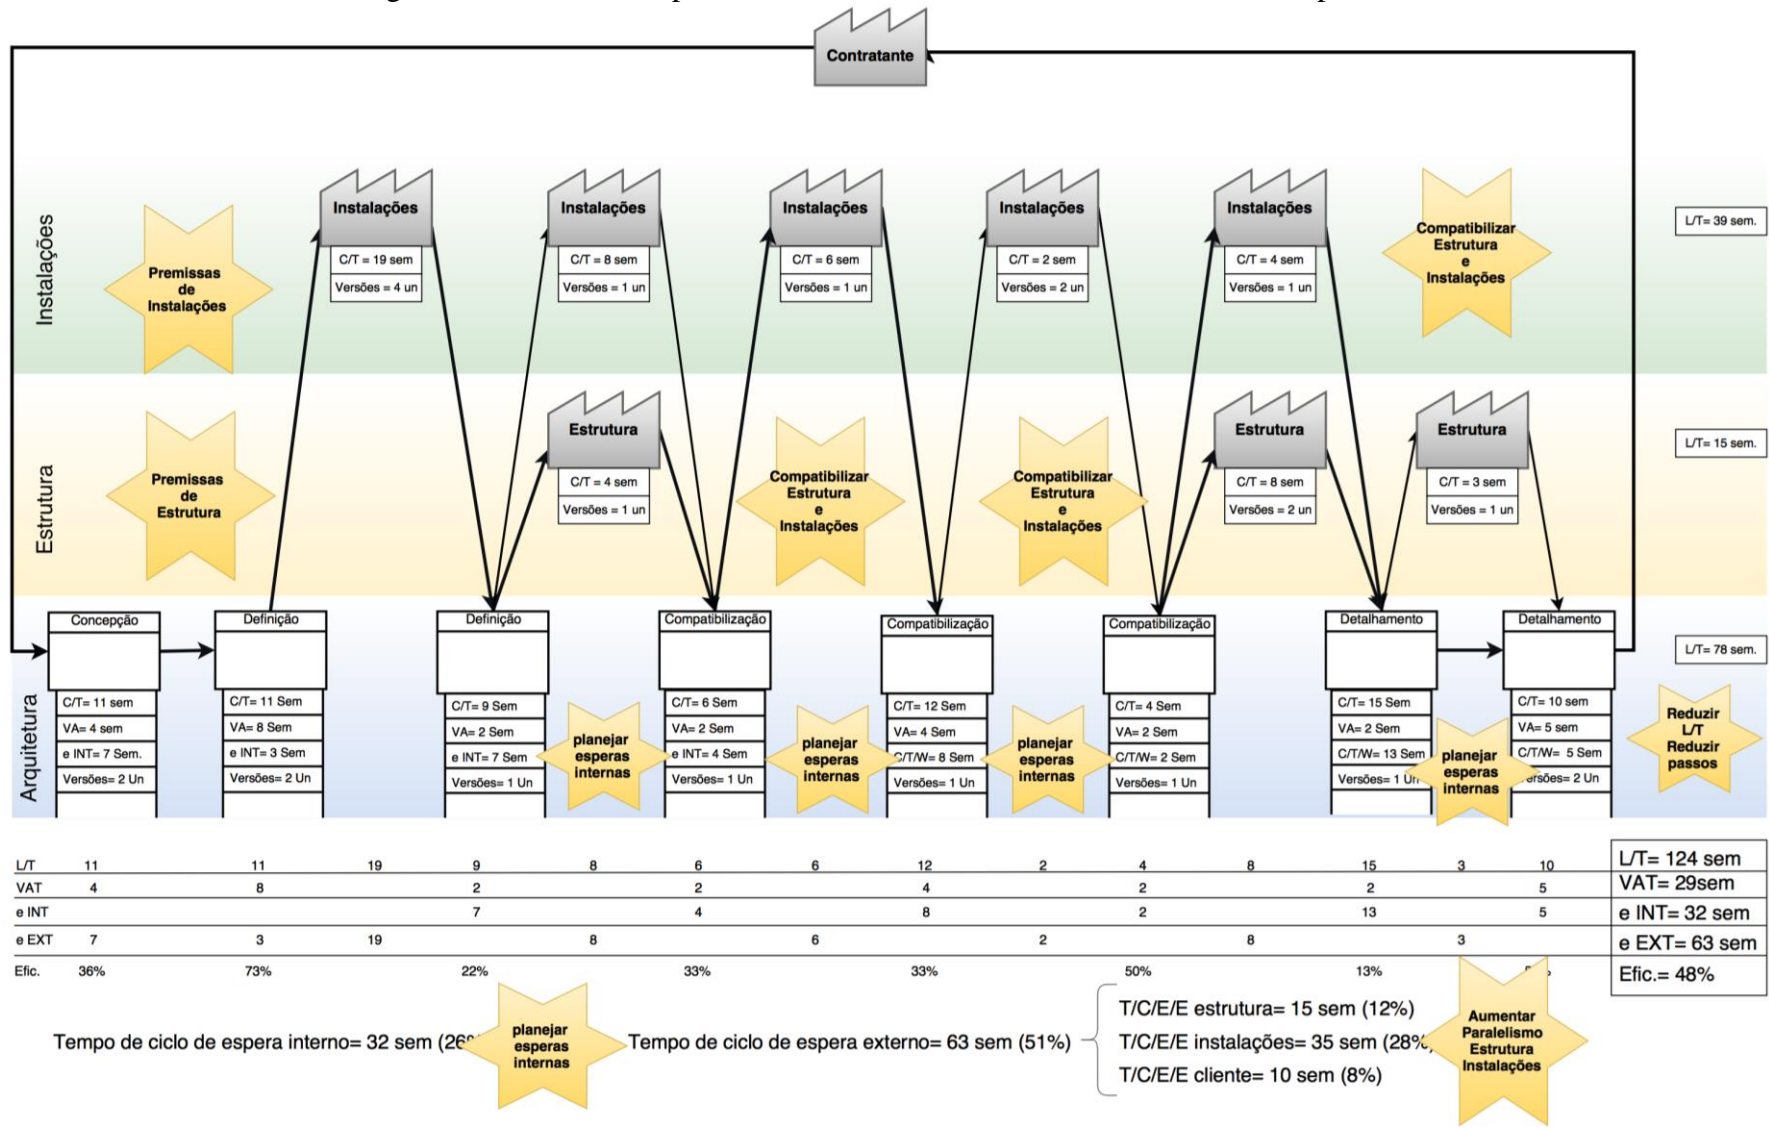 Contratante
Instalações
Premissas
de
Instalações
Instalações
C/T = 19 sem
Versões = 4 un
Instalações
C/T = 8 sem
Versões = 1 un
Instalações
C/T = 6 sem
Versões = 1 un
Instalações
C/T = 2 sem
Versões = 2 un
Instalações
C/T = 4 sem
Versões = 1 un
Compatibilizar
Estrutura
e
Instalações
L/T= 39 sem.
Estrutura
Premissas
de
Estrutura
Estrutura
C/T = 4 sem
Versões = 1 un
Compatibilizar
Estrutura
e
Instalações
Compatibilizar
Estrutura
e
Instalações
Estrutura
C/T = 8 sem
Versões = 2 un
Estrutura
C/T = 3 sem
Versões = 1 un
L/T= 15 sem.
Arquitetura
Concepção
C/T= 11 sem
VA= 4 sem
e INT= 7 Sem.
Versões= 2 Un
Definição
C/T= 11 Sem
VA= 8 Sem
e INT= 3 Sem
Versões= 2 Un
Definição
C/T= 9 Sem
VA= 2 Sem
e INT= 7 Sem
Versões= 1 Un
planejar
esperas
internas
Compatibilização
C/T= 6 Sem
VA= 2 Sem
e INT= 4 Sem
Versões= 1 Un
planejar
esperas
internas
Compatibilização
C/T= 12 Sem
VA= 4 Sem
C/T/W= 8 Sem
Versões= 1 Un
planejar
esperas
internas
Compatibilização
C/T= 4 Sem
VA= 2 Sem
C/T/W= 2 Sem
Versões= 1 Un
Detalhamento
C/T= 15 Sem
VA= 2 Sem
C/T/W= 13 Sem
Versões= 1 Un
planejar
esperas
internas
Detalhamento
C/T= 10 sem
VA= 5 sem
C/T/W= 5 Sem
Versões= 2 Un
L/T= 78 sem.
Reduzir
L/T
Reduzir
passos
L/T 11 11 19 9 8 6 6 12 2 4 8 15 3 10 L/T= 124 sem
VAT 4 8 2 2 4 2 2 5 VAT= 29sem
e INT 7 4 8 2 13 5 e INT= 32 sem
e EXT 7 3 19 8 6 2 8 3 e EXT= 63 sem
Efic. 36% 73% 22% 33% 33% 50% 13% Efic.= 48%
Tempo de ciclo de espera interno= 32 sem (26%
planejar
esperas
internas
Tempo de ciclo de espera externo= 63 sem (51%)
T/C/E/E estrutura= 15 sem (12%)
T/C/E/E instalações= 35 sem (28%)
T/C/E/E cliente= 10 sem (8%)
Aumentar
Paralelismo
Estrutura
Instalações